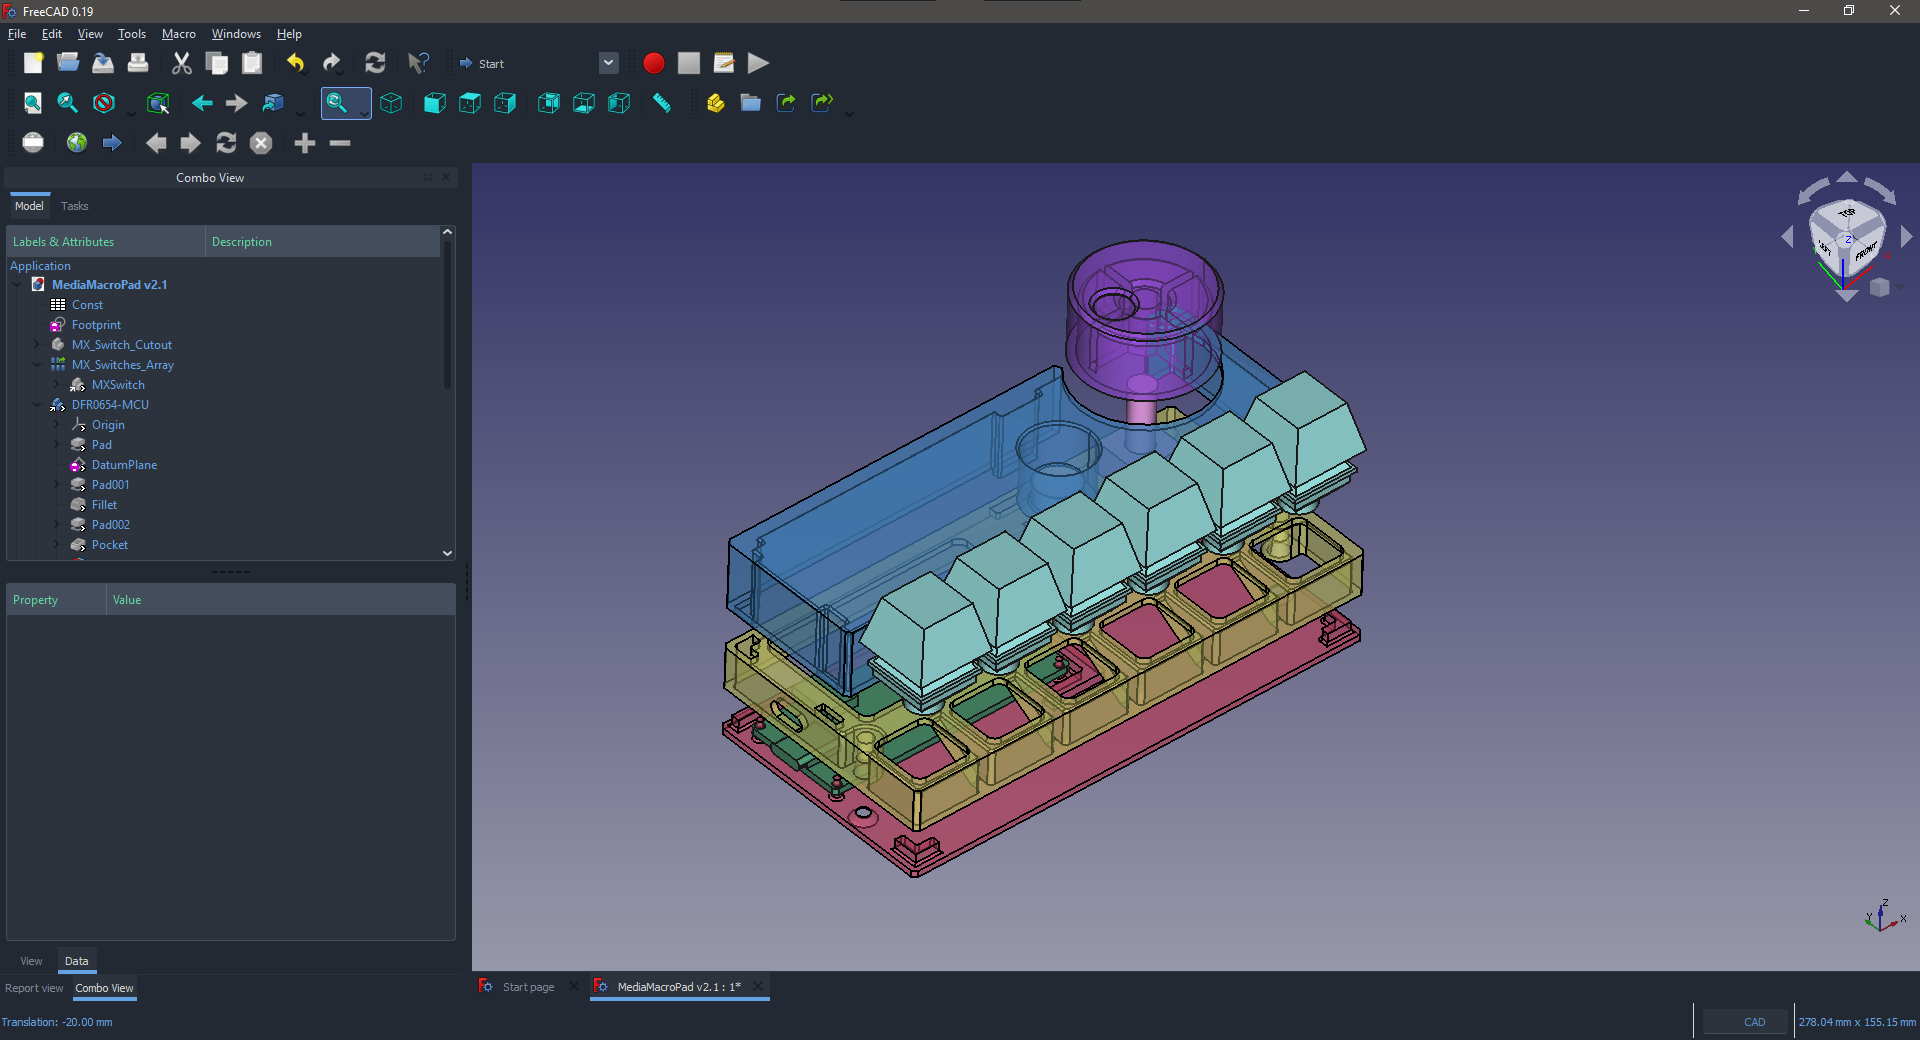 FreeCAD 0.19
File Edit View Tools Macro Windows Help
Start
Combo View
Model Tasks
Labels & Attributes Description
Application
MediaMacroPad v2.1
Const
Footprint
MX_Switch_Cutout
MX_Switches_Array
MXSwitch
DFR0654-MCU
Origin
Pad
DatumPlane
Pad001
Fillet
Pad002
Pocket
Property Value
View Data
Report view Combo View
TOP
LEFT
FRONT
Z
Z
Y
X
Start page
MediaMacroPad v2.1 : 1*
Translation: -20.00 mm
CAD
278.04 mm x 155.15 mm